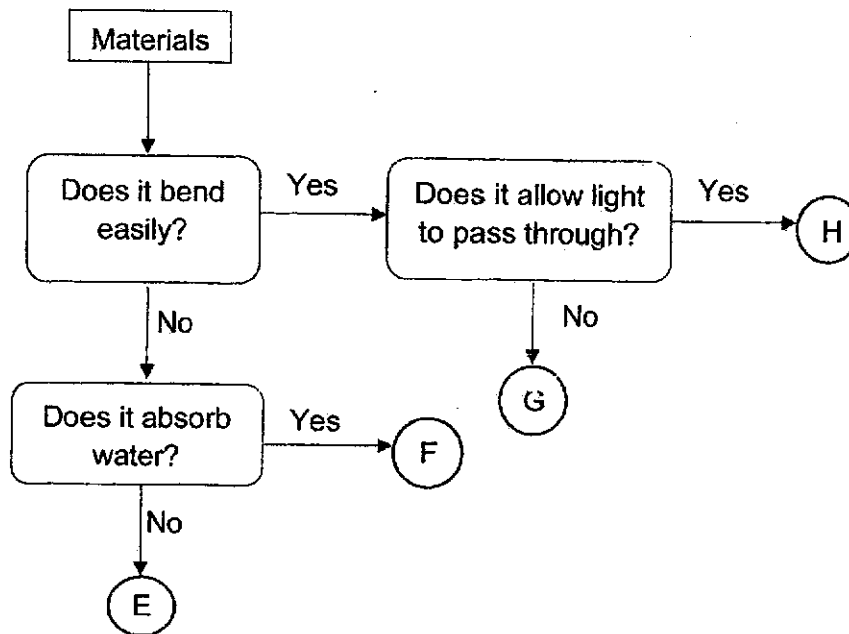 Materials
Does it bend
easily?
Yes
Does it allow light
to pass through?
Yes
H
No
No
G
Does it absorb
water?
Yes
F
No
E